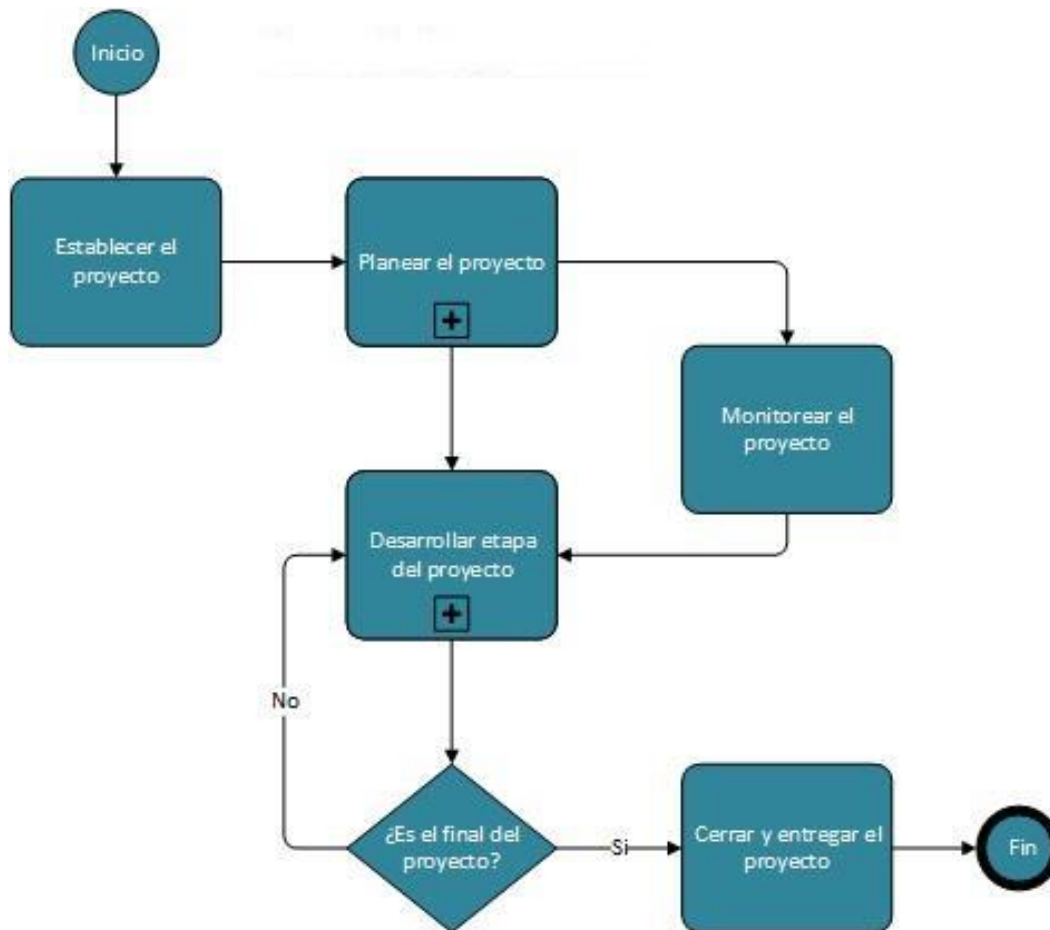 Inicio
Establecer el
proyecto
Planear el proyecto
Monitorear el
proyecto
Desarrollar etapa
del proyecto
No
¿Es el final del
proyecto?
Si
Cerrar y entregar el
proyecto
Fin